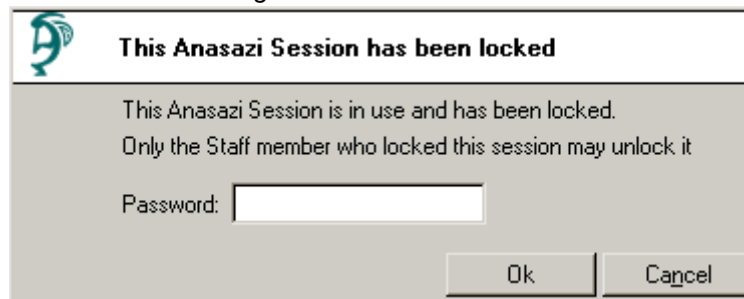 This Anasazi Session has been locked
This Anasazi Session is in use and has been locked.
Only the Staff member who locked this session may unlock it
Password:
Ok Cancel